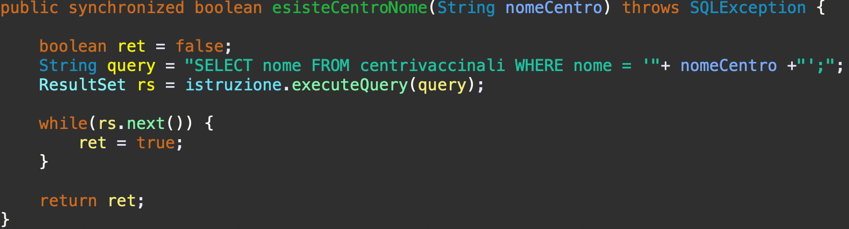 public synchronized boolean esisteCentroNome(String nomeCentro) throws SQLException {
boolean ret = false;
String query = "SELECT nome FROM centrivaccinali WHERE nome = '"+ nomeCentro +"';";
ResultSet rs = istruzione.executeQuery(query);
while(rs.next()) {
ret = true;
}
return ret;
}